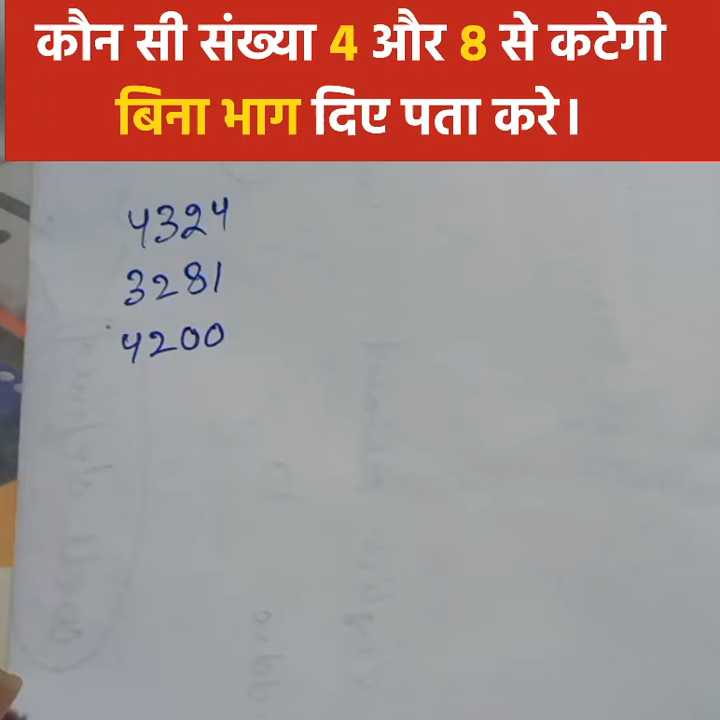 कौन सी संख्या 4 और 8 से कटेगी
बिना भाग दिए पता करे।
4324
3281
4200